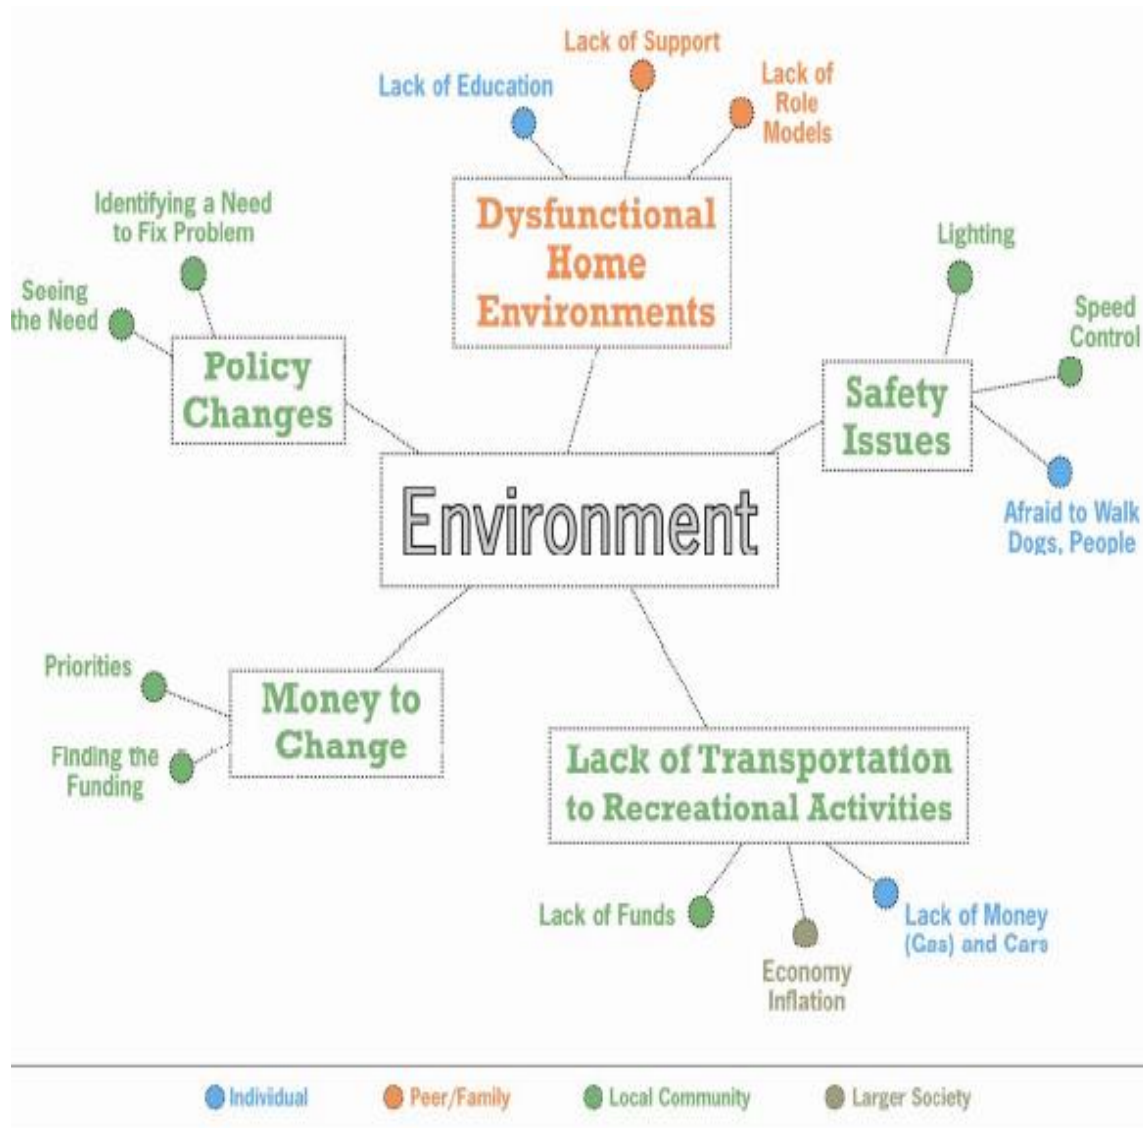 Lack of Support
Lack of Education
Lack of
Role
Models
Dysfunctional
Home
Environments
Identifying a Need
to Fix Problem
Seeing
the Need
Policy
Changes
Lighting
Speed
Control
Safety
Issues
Afraid to Walk
Dogs, People
Environment
Priorities
Finding the
Funding
Money to
Change
Lack of Transportation
to Recreational Activities
Lack of Funds
Economy
Inflation
Lack of Money
(Gas) and Cars
Individual
Peer/Family
Local Community
Larger Society